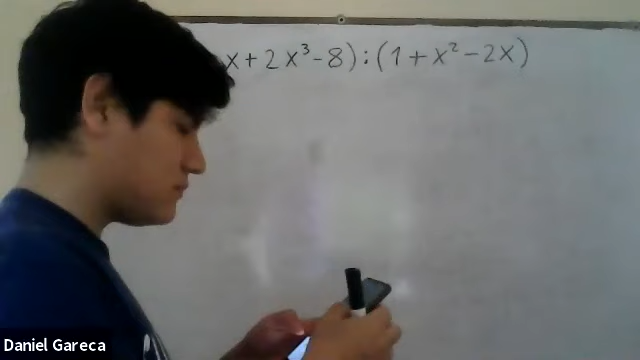 x + 2x³ - 8) : (1 + x² - 2x)
Daniel Gareca